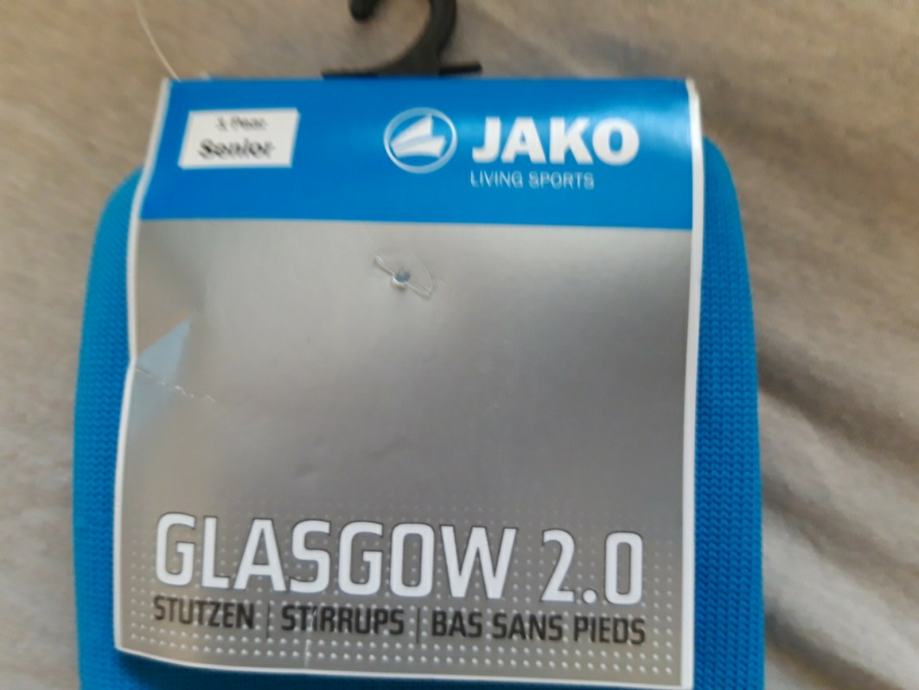 1 Paar
Senior
JAKO
LIVING SPORTS
GLASGOW 2.0
STUTZEN | STIRRUPS | BAS SANS PIEDS